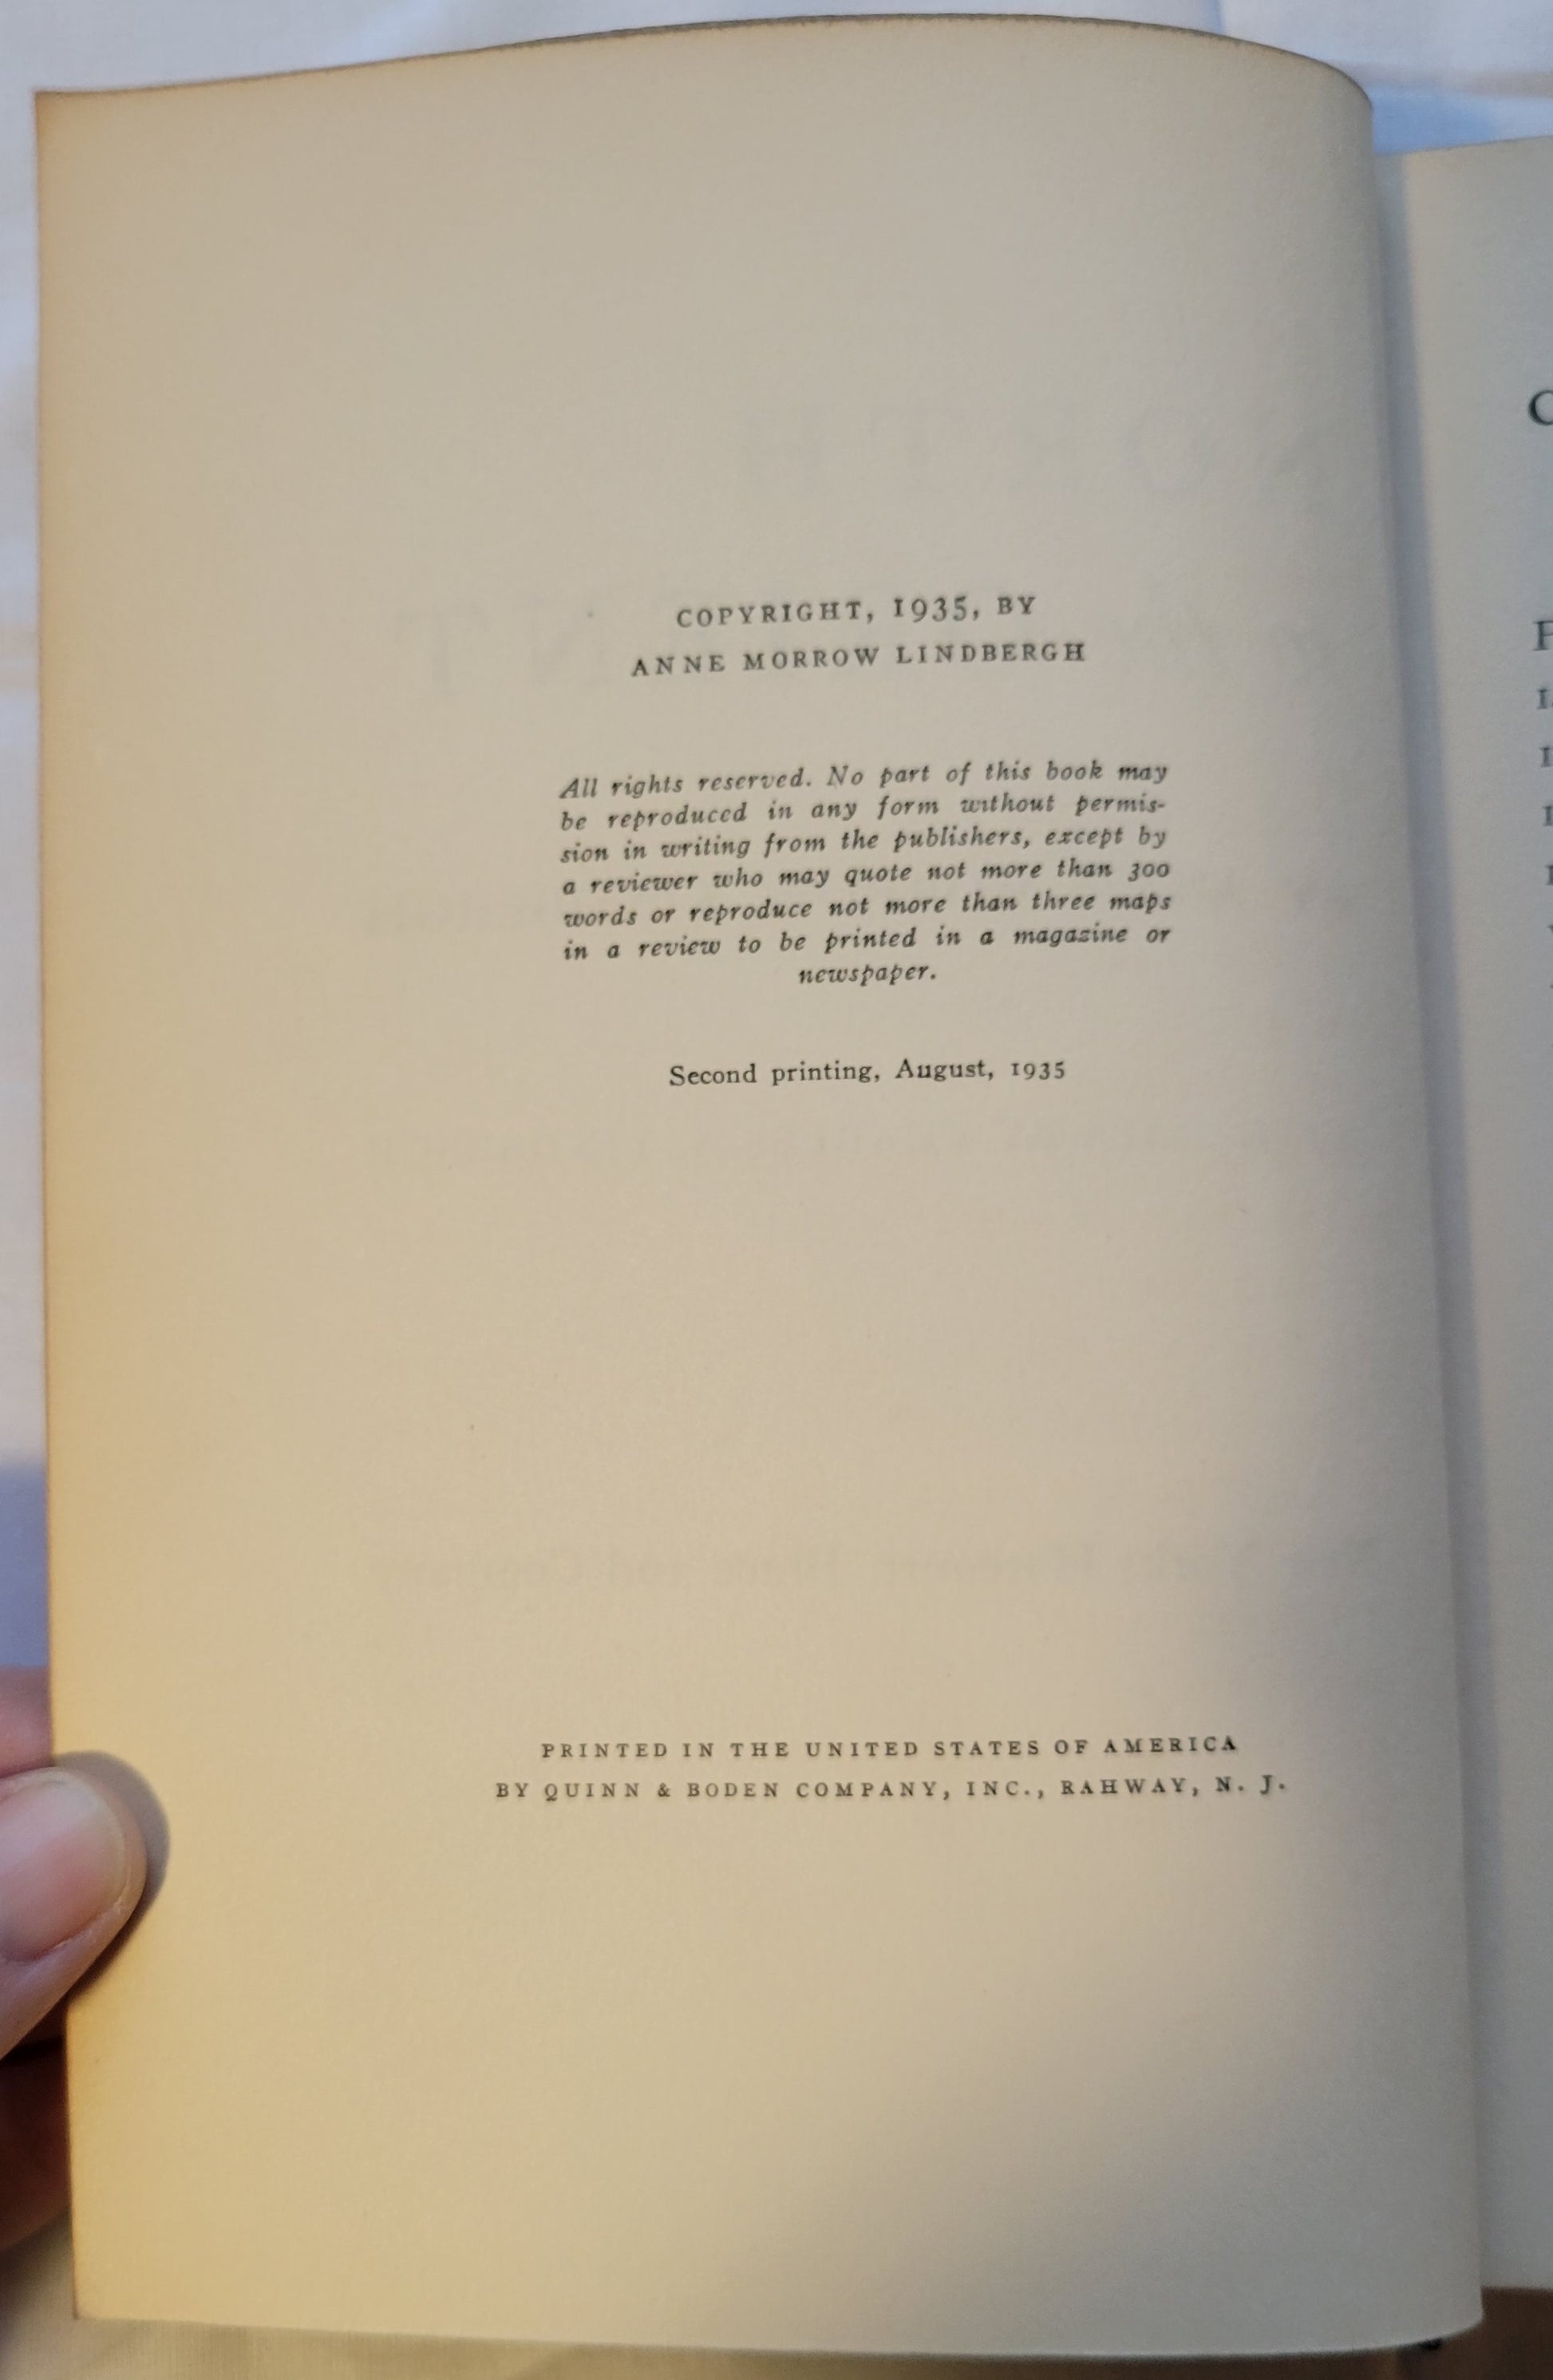 COPYRIGHT, 1935, BY
ANNE MORROW LINDBERGH
All rights reserved. No part of this book may
be reproduced in any form without permis-
sion in writing from the publishers, except by
a reviewer who may quote not more than 300
words or reproduce not more than three maps
in a review to be printed in a magazine or
newspaper.
Second printing, August, 1935
PRINTED IN THE UNITED STATES OF AMERICA
BY QUINN & BODEN COMPANY, INC., RAHWAY, N. J.